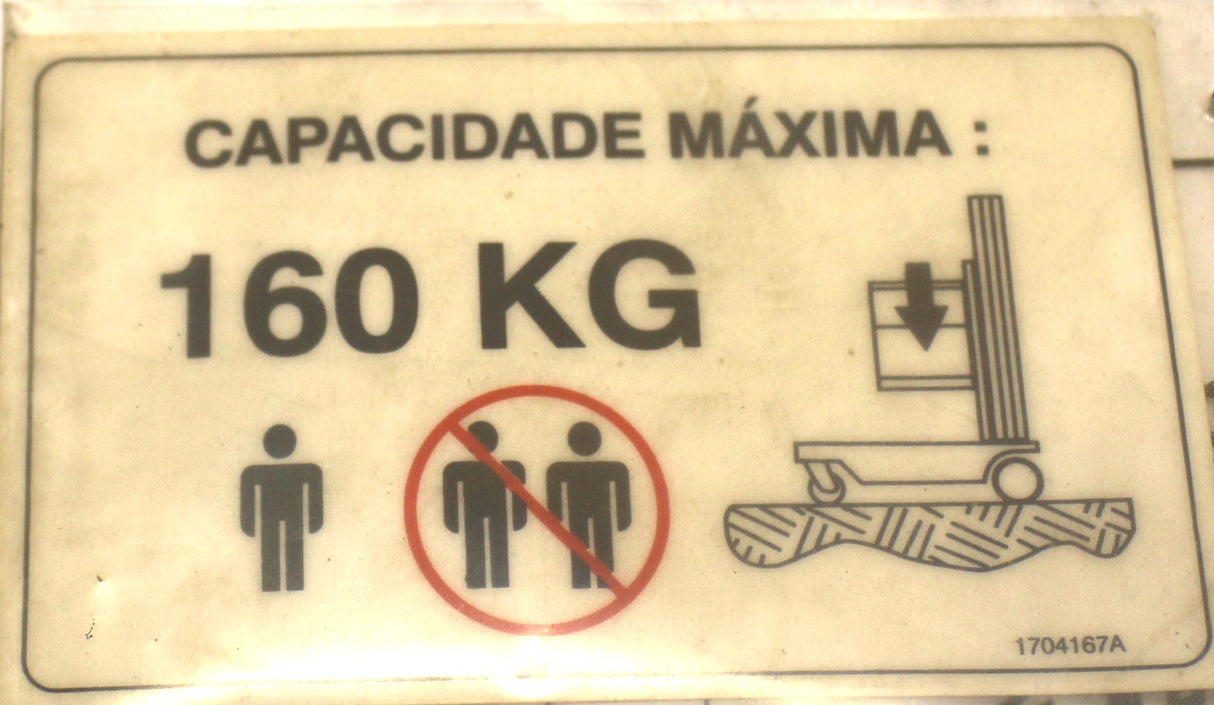 CAPACIDADE MÁXIMA :
160 KG
1704167A